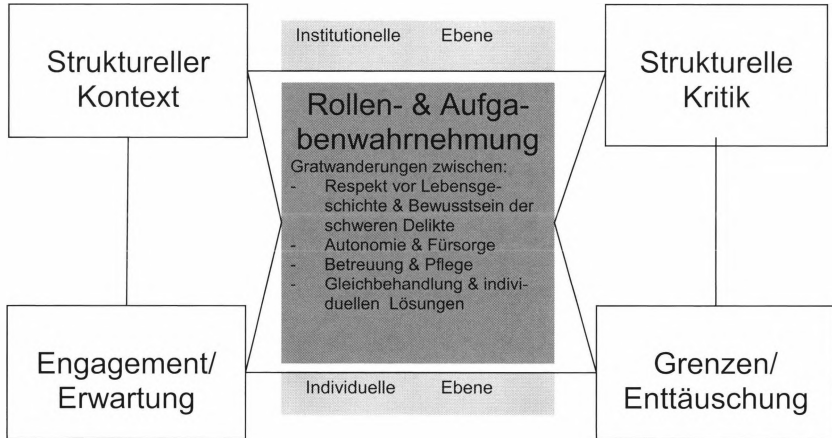 Institutionelle Ebene
Struktureller
Kontext
Strukturelle
Kritik
Rollen- & Aufga-
benwahrnehmung
Gratwanderungen zwischen:
- Respekt vor Lebensge-
schichte & Bewusstsein der
schweren Delikte
- Autonomie & Fürsorge
- Betreuung & Pflege
- Gleichbehandlung & indivi-
duellen Lösungen
Engagement/
Erwartung
Grenzen/
Enttäuschung
Individuelle Ebene